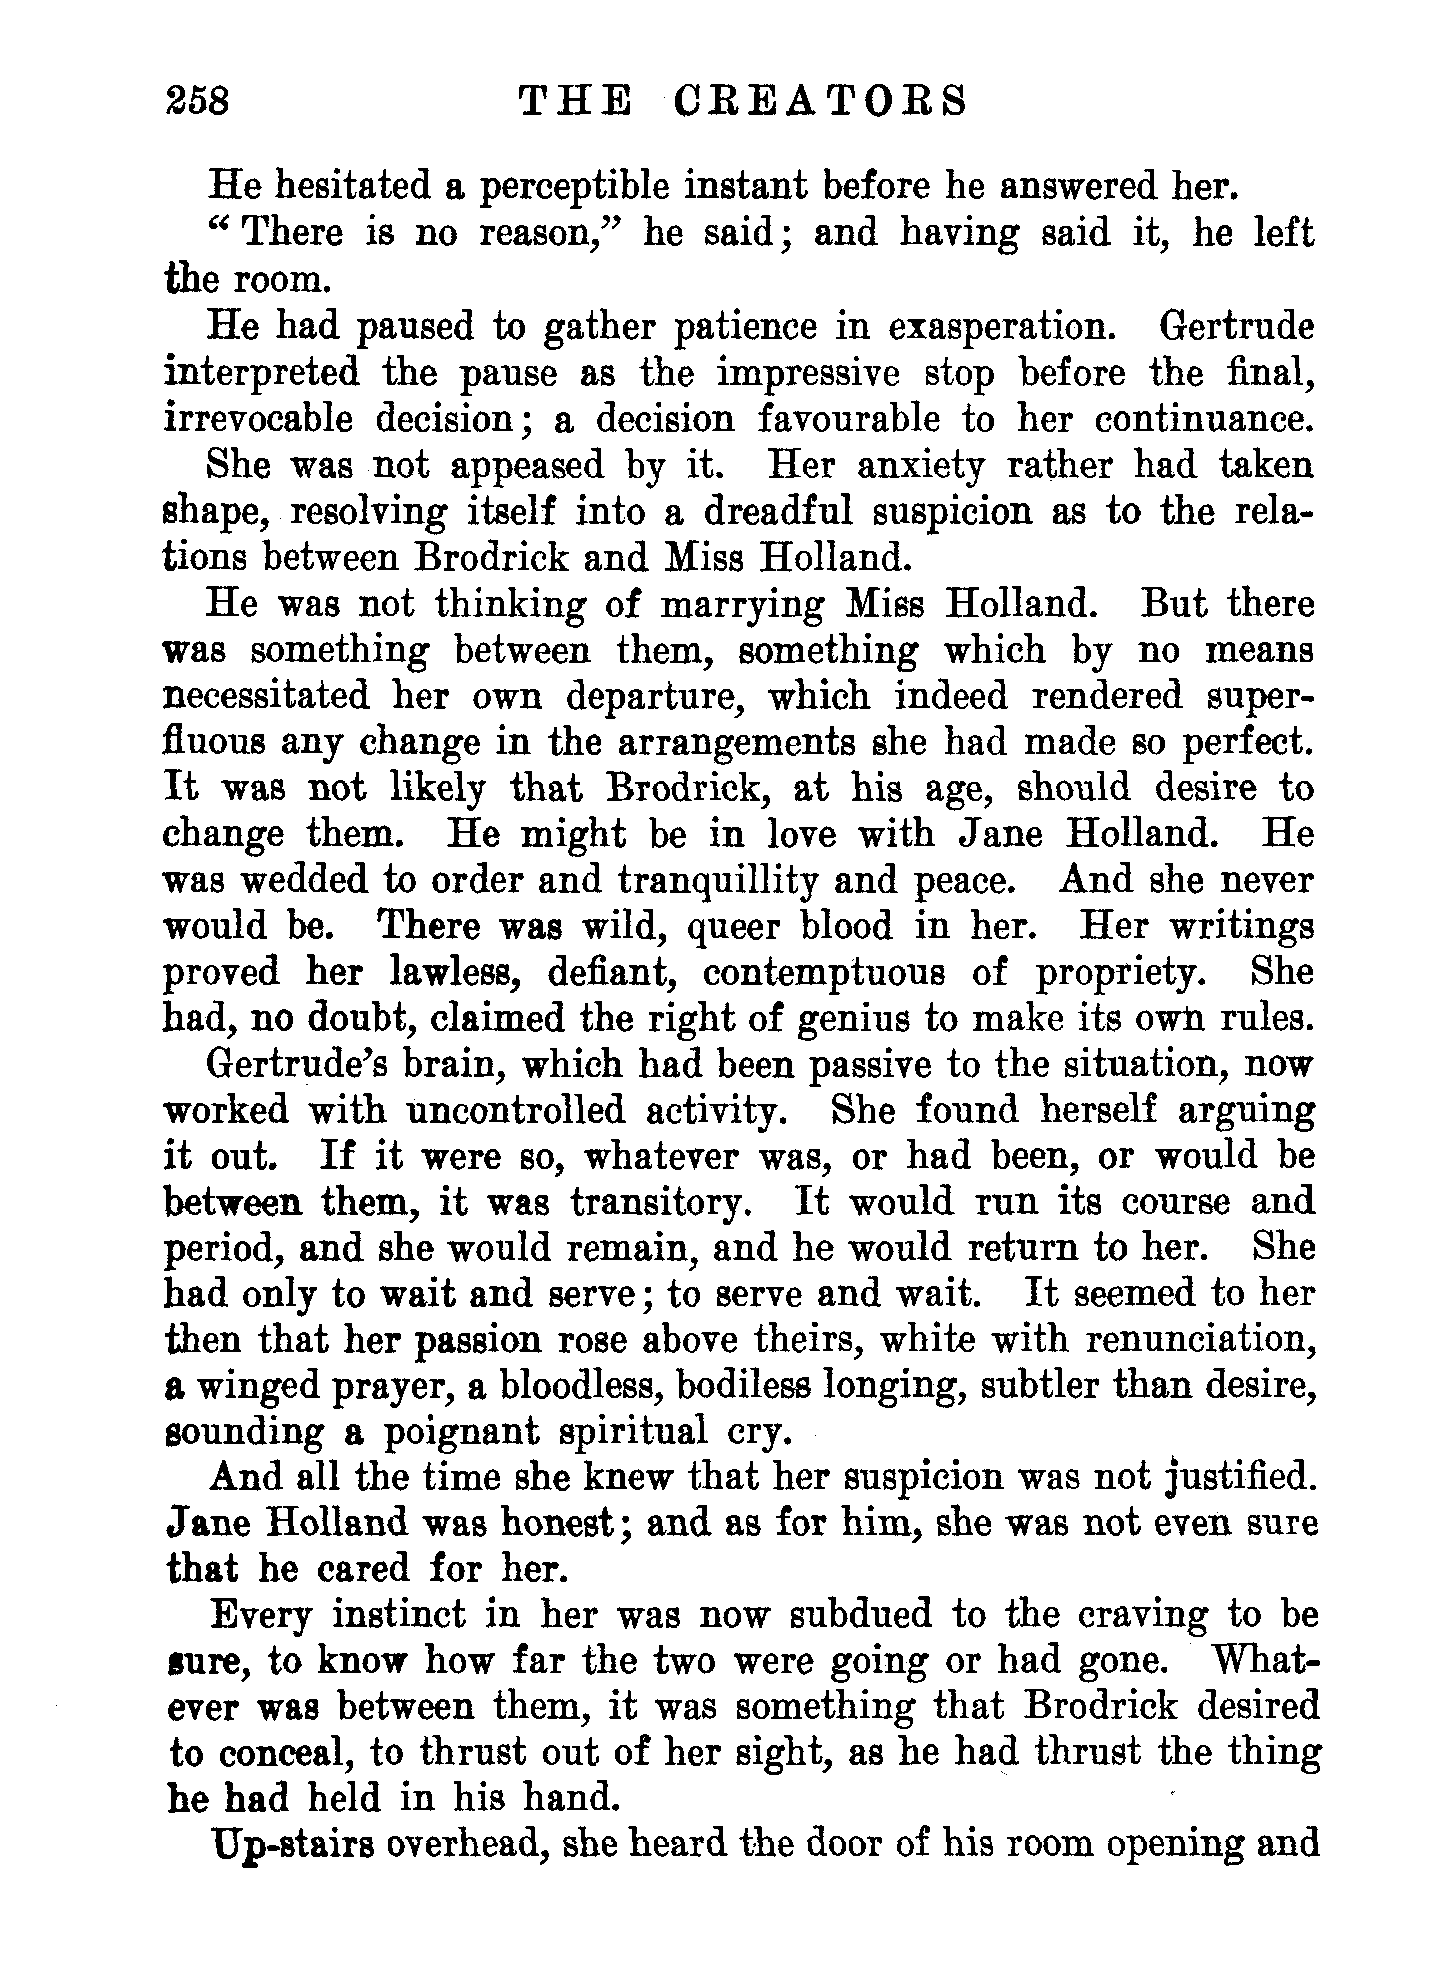 258 THE CREATORS
He hesitated a perceptible instant before he answered her.
“ There is no reason,” he said; and having said it, he left
the room.
He had paused to gather patience in exasperation. Gertrude
interpreted the pause as the impressive stop before the final,
irrevocable decision; a decision favourable to her continuance.
She was not appeased by it. Her anxiety rather had taken
shape, resolving itself into a dreadful suspicion as to the rela-
tions between Brodrick and Miss Holland.
He was not thinking of marrying Miss Holland. But there
was something between them, something which by no means
necessitated her own departure, which indeed rendered super-
fluous any change in the arrangements she had made so perfect.
It was not likely that Brodrick, at his age, should desire to
change them. He might be in love with Jane Holland. He
was wedded to order and tranquillity and peace. And she never
would be. There was wild, queer blood in her. Her writings
proved her lawless, defiant, contemptuous of propriety. She
had, no doubt, claimed the right of genius to make its own rules.
Gertrude’s brain, which had been passive to the situation, now
worked with uncontrolled activity. She found herself arguing
it out. If it were so, whatever was, or had been, or would be
between them, it was transitory. It would run its course and
period, and she would remain, and he would return to her. She
had only to wait and serve; to serve and wait. It seemed to her
then that her passion rose above theirs, white with renunciation,
a winged prayer, a bloodless, bodiless longing, subtler than desire,
sounding a poignant spiritual cry.
And all the time she knew that her suspicion was not justified.
Jane Holland was honest; and as for him, she was not even sure
that he cared for her.
Every instinct in her was now subdued to the craving to be
sure, to know how far the two were going or had gone. What-
ever was between them, it was something that Brodrick desired
to conceal, to thrust out of her sight, as he had thrust the thing
he had held in his hand.
Up-stairs overhead, she heard the door of his room opening and